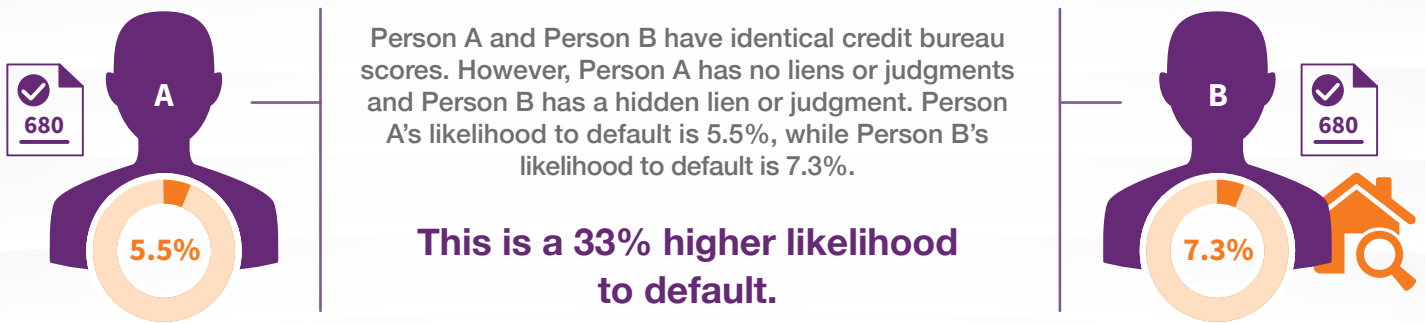 680
A
5.5%
Person A and Person B have identical credit bureau
scores. However, Person A has no liens or judgments
and Person B has a hidden lien or judgment. Person
A's likelihood to default is 5.5%, while Person B's
likelihood to default is 7.3%.
This is a 33% higher likelihood
to default.
B
680
7.3%